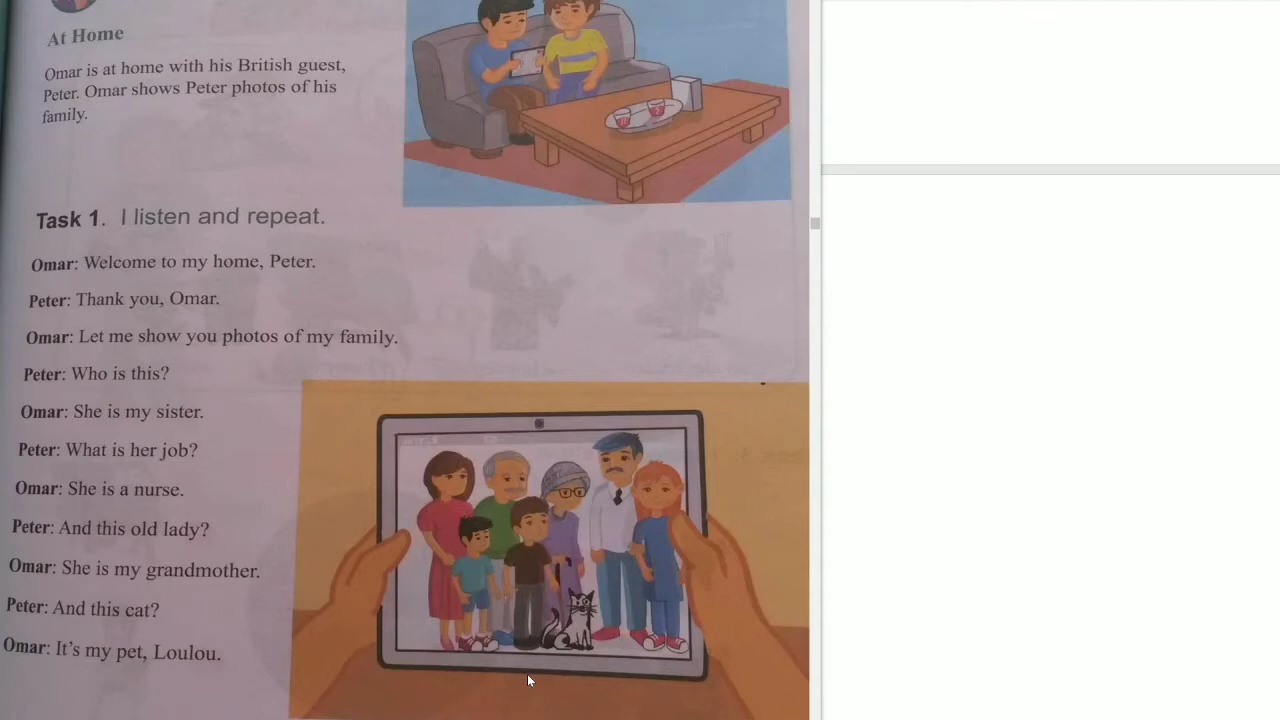 At Home
Omar is at home with his British guest,
Peter. Omar shows Peter photos of his
family.
Task 1. I listen and repeat.
Omar: Welcome to my home, Peter.
Peter: Thank you, Omar.
Omar: Let me show you photos of my family.
Peter: Who is this?
Omar: She is my sister.
Peter: What is her job?
Omar: She is a nurse.
Peter: And this old lady?
Omar: She is my grandmother.
Peter: And this cat?
Omar: It's my pet, Loulou.